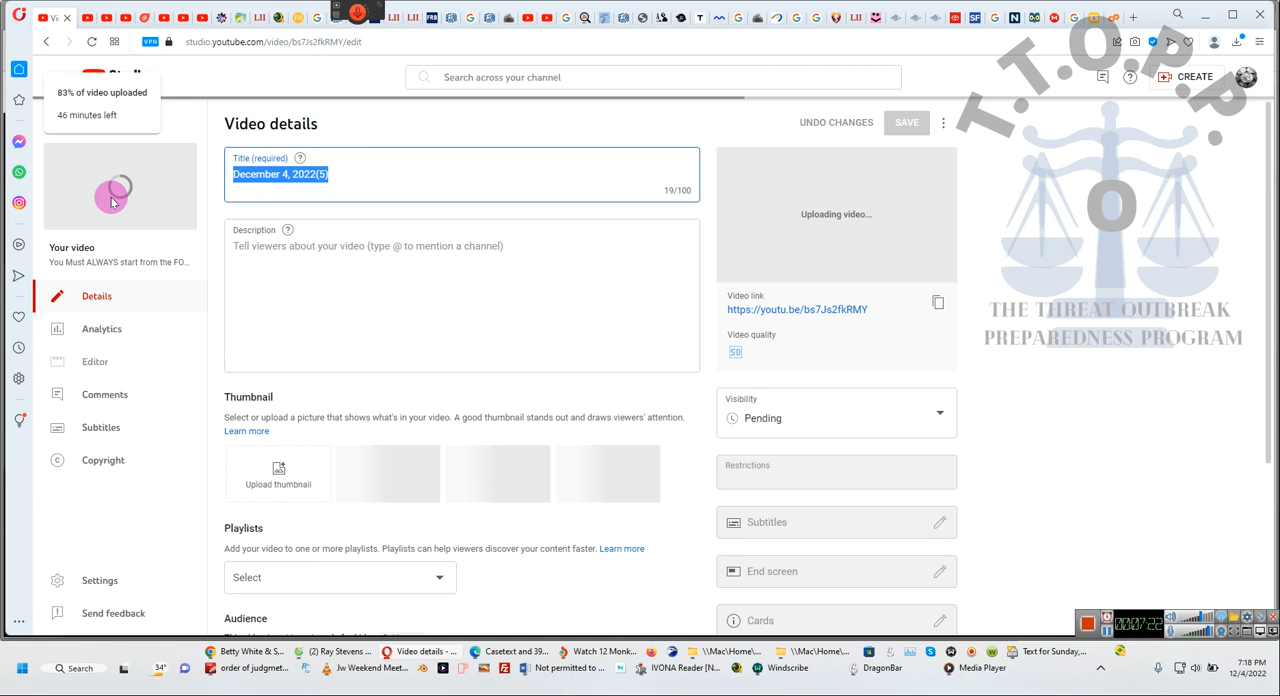 studio.youtube.com/video/bs7Js2fkRMY/edit
VPN
Search across your channel
CREATE
83% of video uploaded
46 minutes left
Video details
UNDO CHANGES
SAVE
Title (required)
December 4, 2022(5)
19/100
Description
Tell viewers about your video (type @ to mention a channel)
Uploading video...
Video link
https://youtu.be/bs7Js2fkRMY
Video quality
SD
Your video
You Must ALWAYS start from the FO...
Details
Analytics
Editor
Comments
Subtitles
Copyright
Settings
Send feedback
Thumbnail
Select or upload a picture that shows what's in your video. A good thumbnail stands out and draws viewers' attention.
Learn more
Upload thumbnail
Playlists
Add your video to one or more playlists. Playlists can help viewers discover your content faster. Learn more
Select
Audience
Visibility
Pending
Restrictions
Subtitles
End screen
Cards
T.T.O.P.P.
THE THREAT OUTBREAK
PREPAREDNESS PROGRAM
00:07:22
Betty White & S...
(2) Ray Stevens ...
Video details - ...
Casetext and 39...
Watch 12 Monk...
\\Mac\Home\...
\\Mac\Home\...
Text for Sunday,...
Search
34°
order of judgmet...
Jw Weekend Meet...
Not permitted to ...
IVONA Reader [N...
Windscribe
DragonBar
Media Player
7:18 PM
12/4/2022